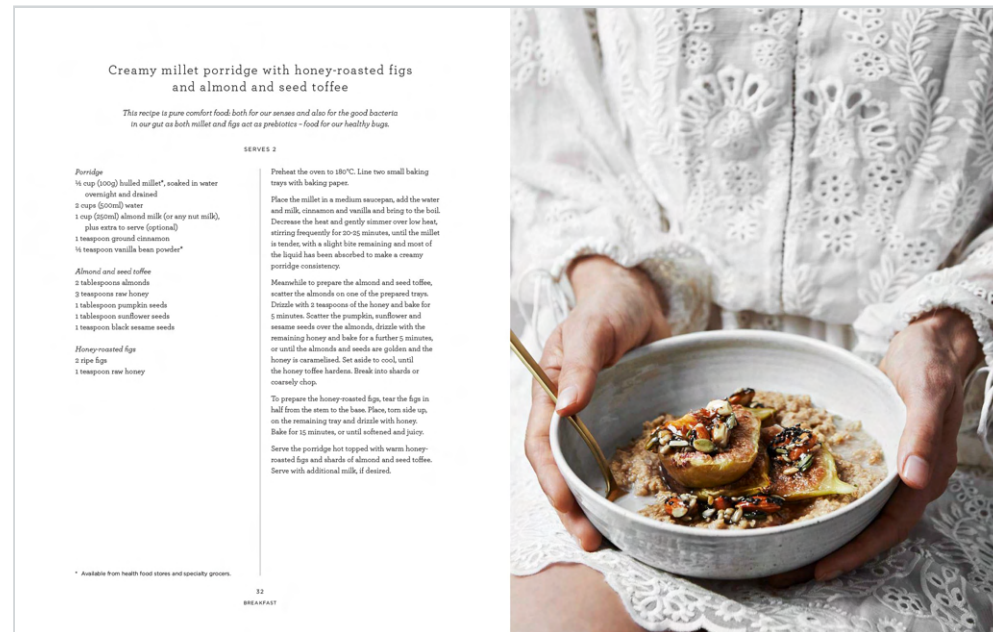 Creamy millet porridge with honey-roasted figs
and almond and seed toffee
This recipe is pure comfort food: both for our senses and also for the good bacteria
in our gut as both millet and figs act as prebiotics – food for our healthy bugs.
SERVES 2
Porridge
½ cup (100g) hulled millet*, soaked in water
overnight and drained
2 cups (500ml) water
1 cup (250ml) almond milk (or any nut milk),
plus extra to serve (optional)
1 teaspoon ground cinnamon
½ teaspoon vanilla bean powder*
Almond and seed toffee
2 tablespoons almonds
3 teaspoons raw honey
1 tablespoon pumpkin seeds
1 tablespoon sunflower seeds
1 teaspoon black sesame seeds
Honey-roasted figs
2 ripe figs
1 teaspoon raw honey
Preheat the oven to 180°C. Line two small baking
trays with baking paper.
Place the millet in a medium saucepan, add the water
and milk, cinnamon and vanilla and bring to the boil.
Decrease the heat and gently simmer over low heat,
stirring frequently for 20-25 minutes, until the millet
is tender, with a slight bite remaining and most of
the liquid has been absorbed to make a creamy
porridge consistency.
Meanwhile to prepare the almond and seed toffee,
scatter the almonds on one of the prepared trays.
Drizzle with 2 teaspoons of the honey and bake for
5 minutes. Scatter the pumpkin, sunflower and
sesame seeds over the almonds, drizzle with the
remaining honey and bake for a further 5 minutes,
or until the almonds and seeds are golden and the
honey is caramelised. Set aside to cool, until
the honey toffee hardens. Break into shards or
coarsely chop.
To prepare the honey-roasted figs, tear the figs in
half from the stem to the base. Place, torn side up,
on the remaining tray and drizzle with honey.
Bake for 15 minutes, or until softened and juicy.
Serve the porridge hot topped with warm honey-
roasted figs and shards of almond and seed toffee.
Serve with additional milk, if desired.
* Available from health food stores and specialty grocers.
32
BREAKFAST